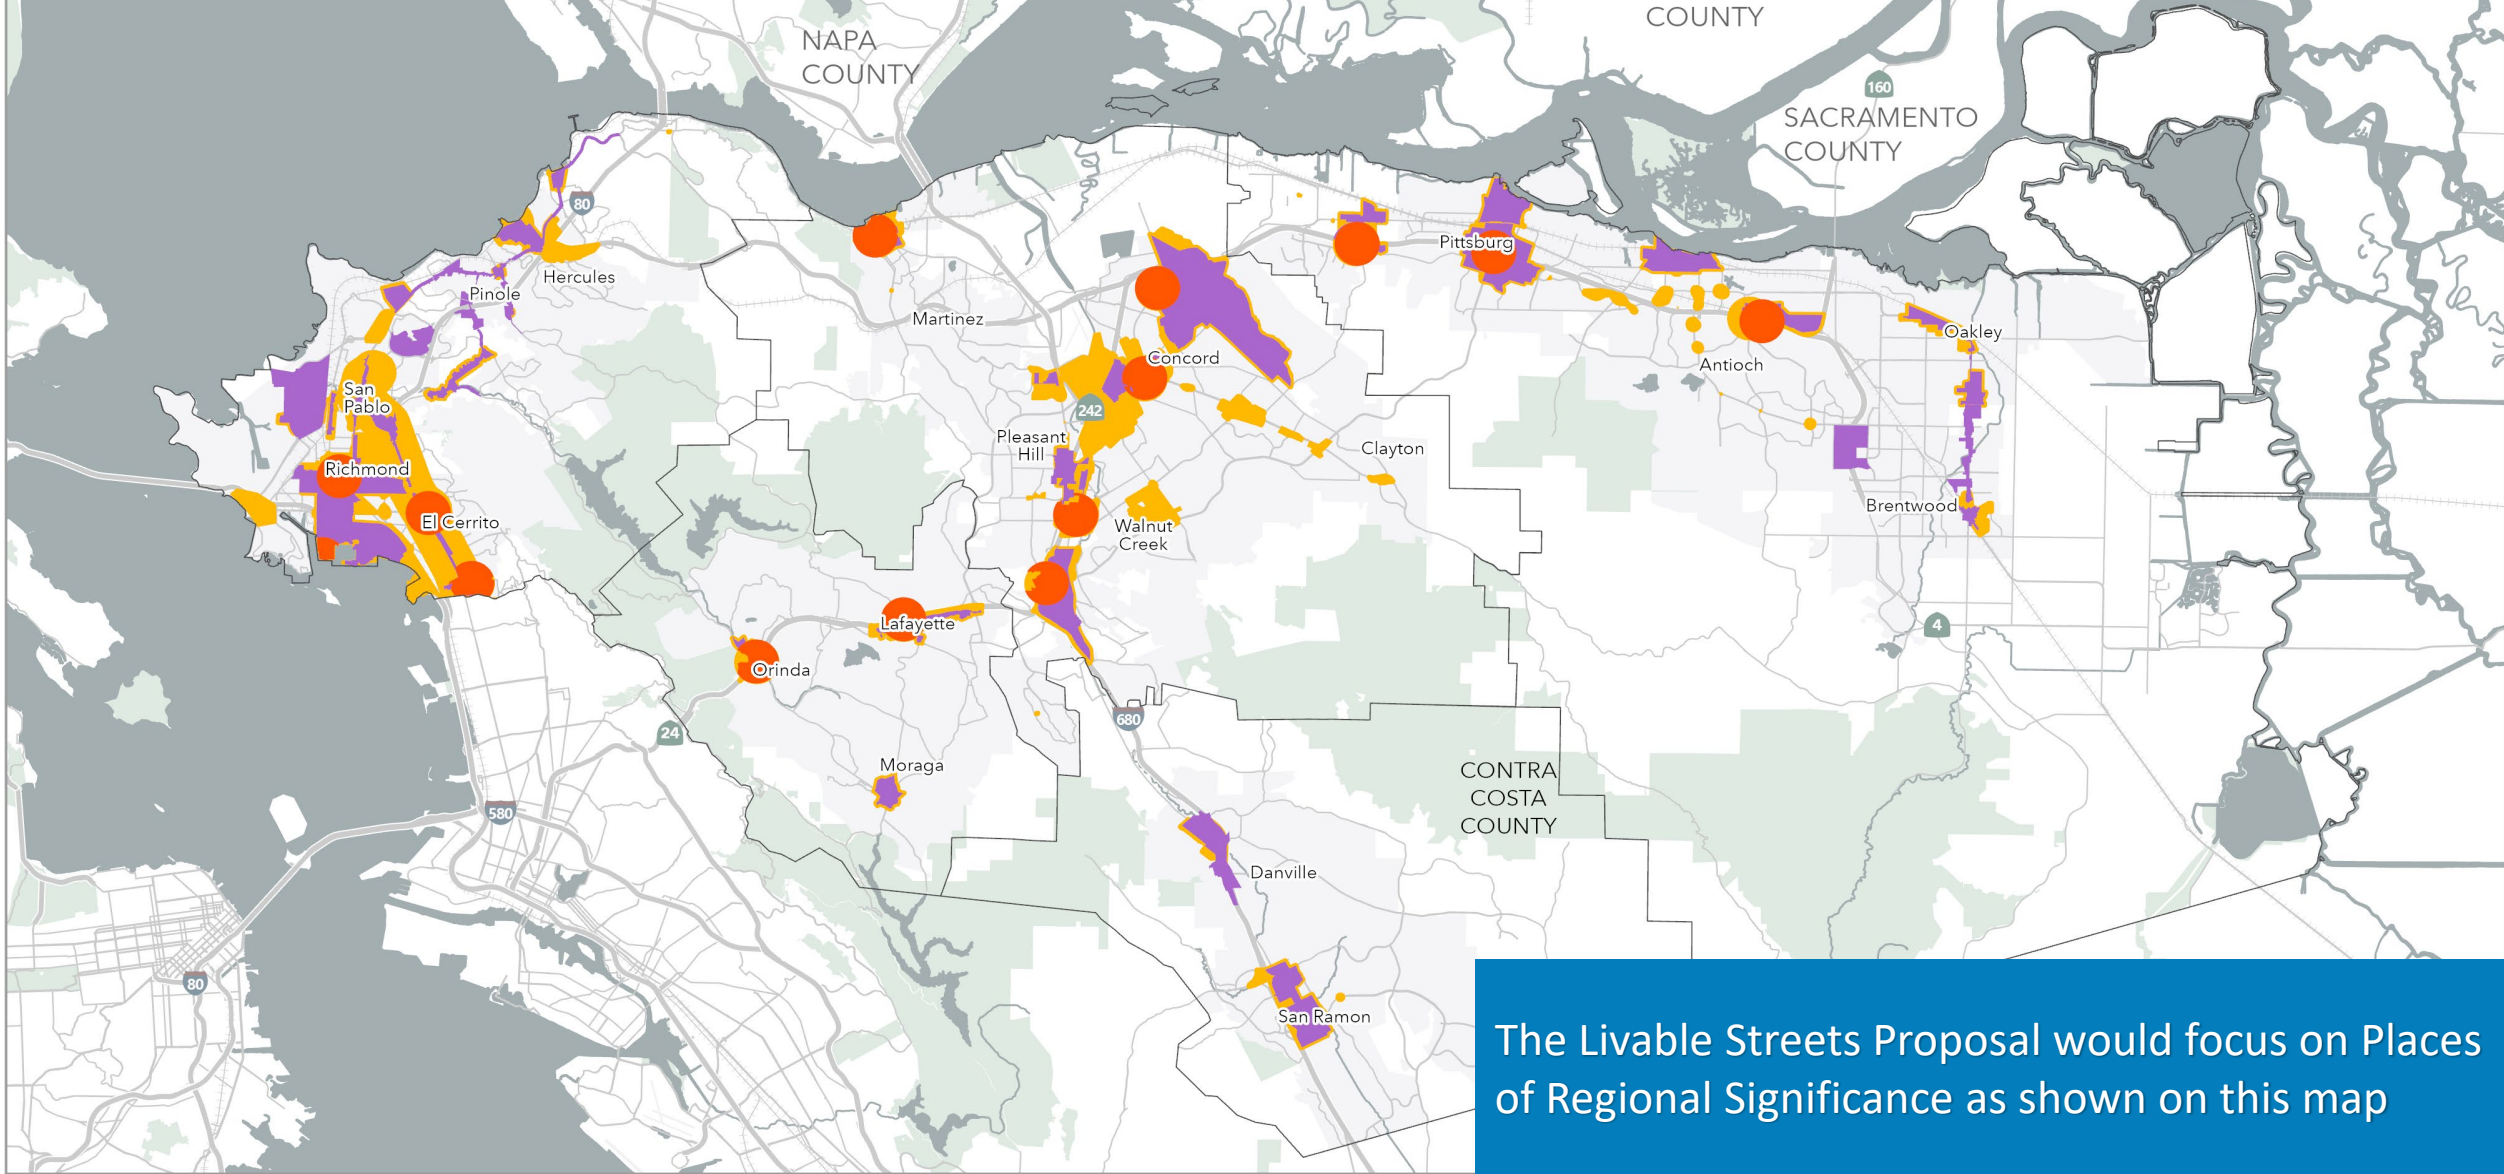 COUNTY
NAPA
COUNTY
160
SACRAMENTO
COUNTY
80
Hercules
Pinole
Martinez
Pittsburg
Concord
Antioch
Oakley
San
Pablo
242
Pleasant
Hill
Clayton
Richmond
El Cerrito
Walnut
Creek
Brentwood
Lafayette
4
Orinda
24
680
Moraga
CONTRA
COSTA
COUNTY
580
Danville
80
San Ramon
The Livable Streets Proposal would focus on Places
of Regional Significance as shown on this map